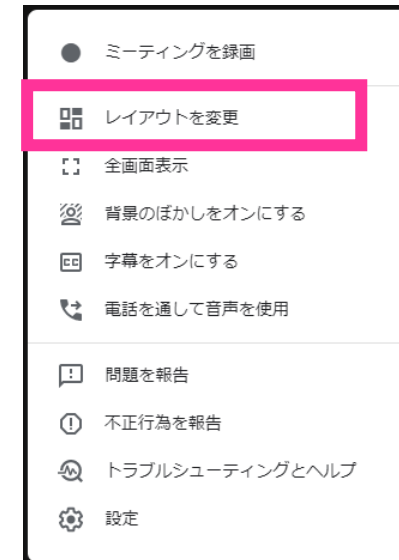 ミーティングを録画
レイアウトを変更
全画面表示
背景のぼかしをオンにする
字幕をオンにする
電話を通して音声を使用
問題を報告
不正行為を報告
トラブルシューティングとヘルプ
設定